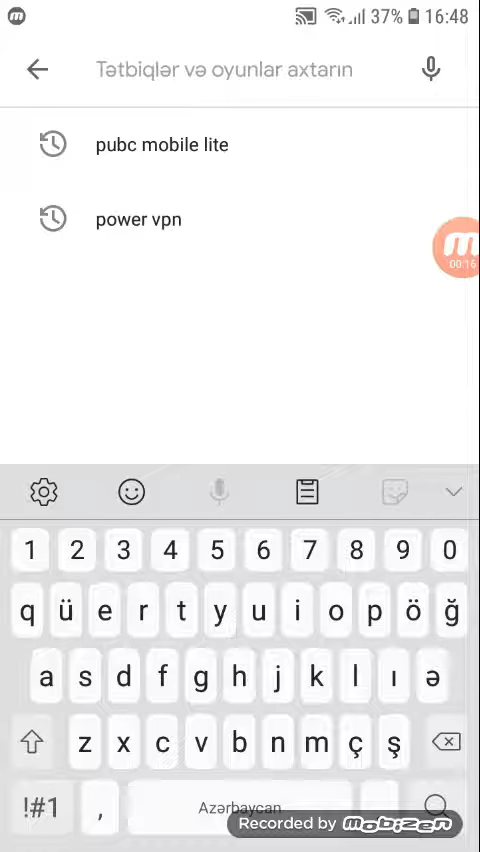 37% 16:48
Tətbiqlər və oyunlar axtarın
pubc mobile lite
power vpn
00:16
1 2 3 4 5 6 7 8 9 0
q ü e r t y u i o p ö ğ
a s d f g h j k l ı ə
z x c v b n m ç ş
!#1 , Azərbaycan
Recorded by mobizen